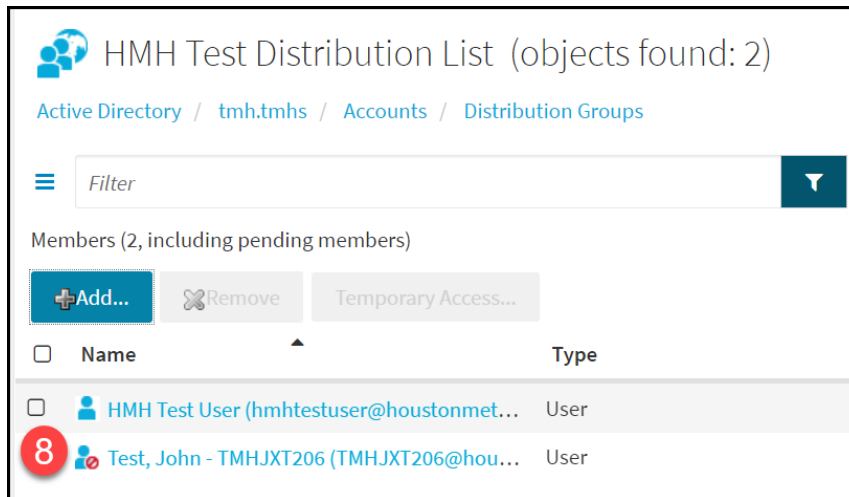 HMH Test Distribution List (objects found: 2)
Active Directory / tmh.tmhs / Accounts / Distribution Groups
Filter
Members (2, including pending members)
Add... Remove Temporary Access...
Name Type
HMH Test User (hmhtestuser@houstonmet... User
8 Test, John - TMHJXT206 (TMHJXT206@hou... User